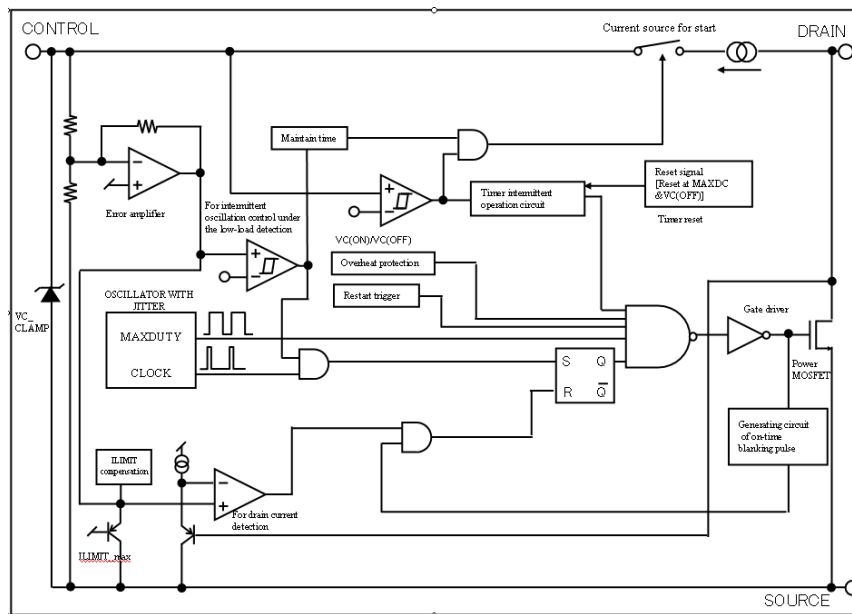 CONTROL
Current source for start
DRAIN
Maintain time
−
+
Error amplifier
For intermittent
oscillation control under
the low-load detection
+
−
VC(ON)/VC(OFF)
Timer intermittent
operation circuit
Reset signal
[Reset at MAXDC
&VC(OFF)]
Timer reset
+
−
Overheat protection
Restart trigger
VC_
CLAMP
OSCILLATOR WITH
JITTER
MAXDUTY
CLOCK
Gate driver
Power
MOSFET
S Q
R Q
Generating circuit
of on-time
blanking pulse
ILIMIT
compensation
−
+
For drain current
detection
ILIMIT_max
SOURCE